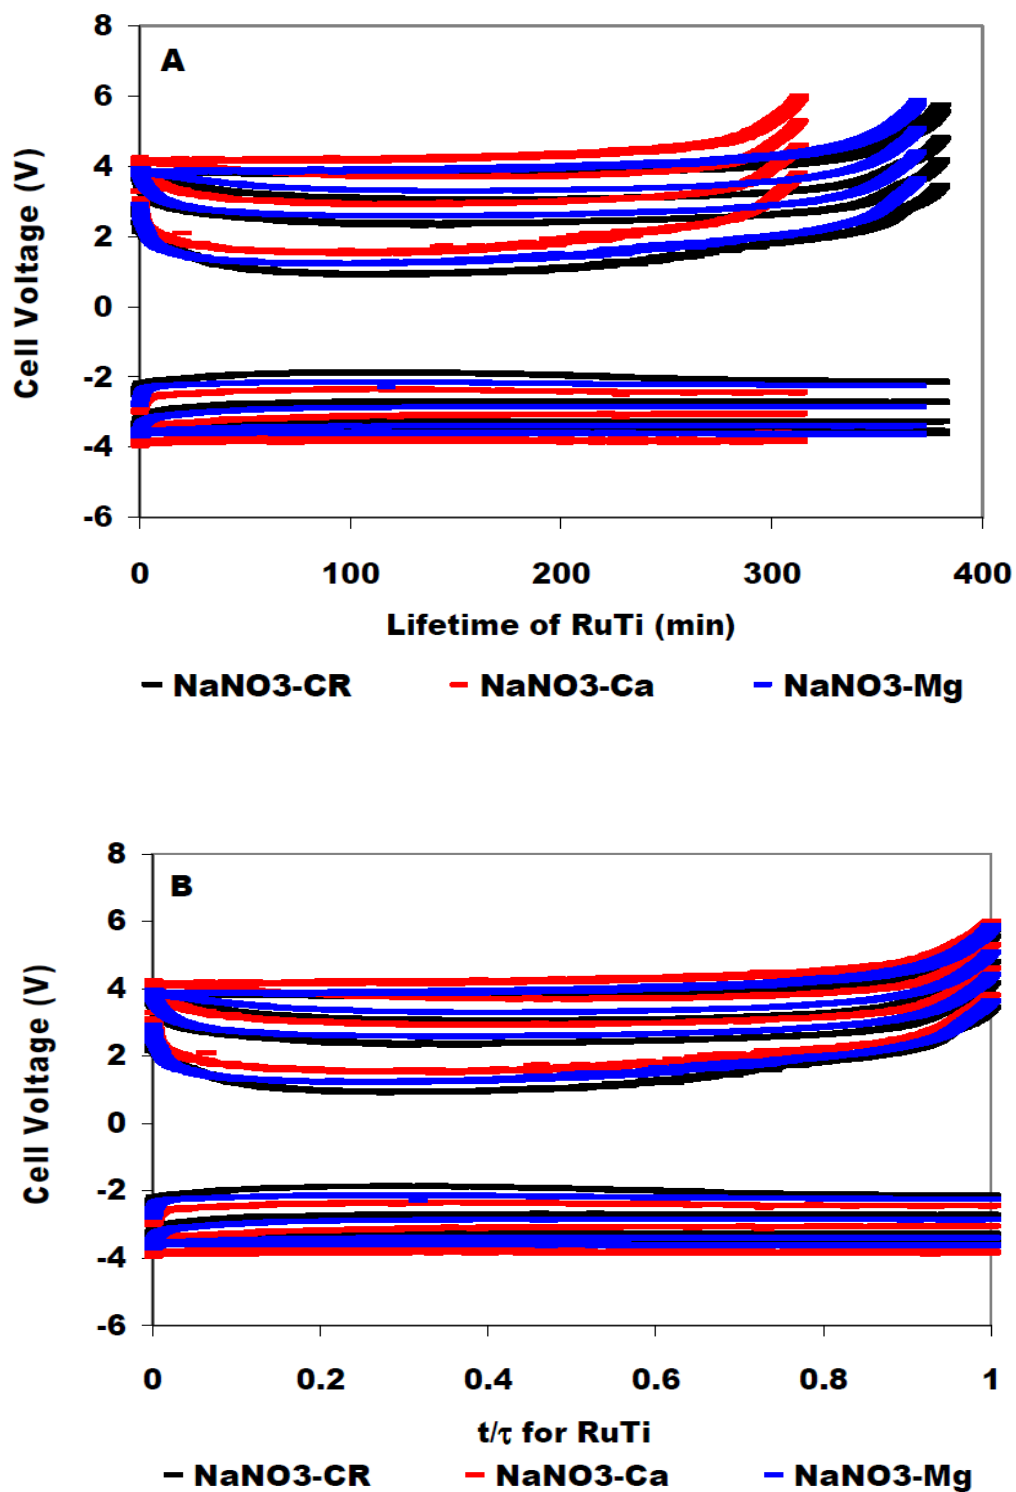 A
8
6
4
2
0
-2
-4
-6
Cell Voltage (V)
0 100 200 300 400
Lifetime of RuTi (min)
NaNO3-CR NaNO3-Ca NaNO3-Mg
B
8
6
4
2
0
-2
-4
-6
Cell Voltage (V)
0 0.2 0.4 0.6 0.8 1
t/τ for RuTi
NaNO3-CR NaNO3-Ca NaNO3-Mg